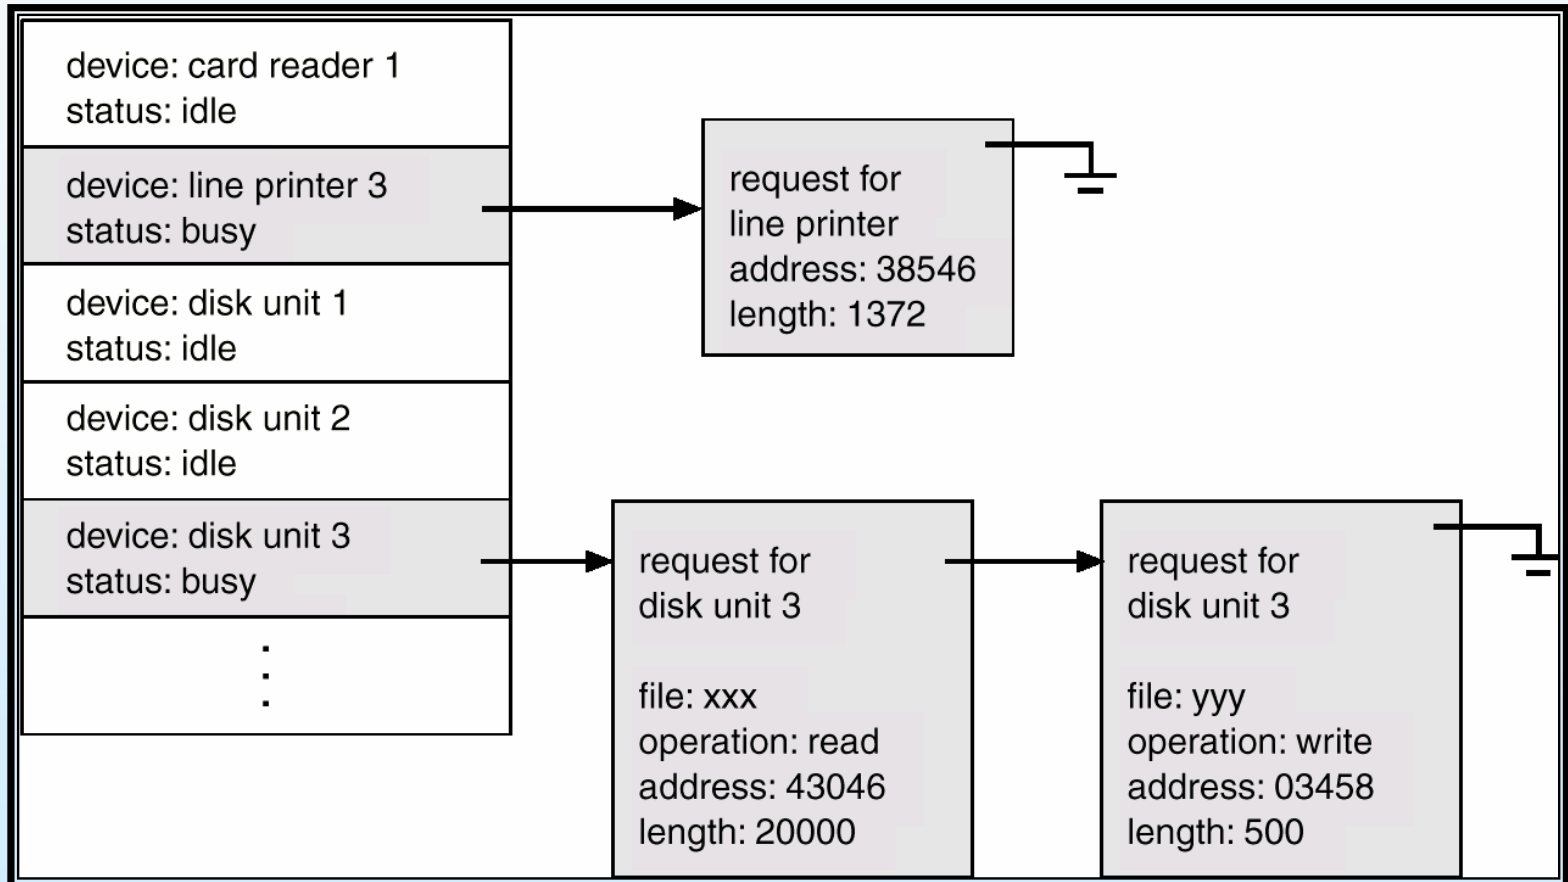 device: card reader 1
status: idle
device: line printer 3
status: busy
device: disk unit 1
status: idle
device: disk unit 2
status: idle
device: disk unit 3
status: busy
request for
line printer
address: 38546
length: 1372
request for
disk unit 3
file: xxx
operation: read
address: 43046
length: 20000
request for
disk unit 3
file: yyy
operation: write
address: 03458
length: 500